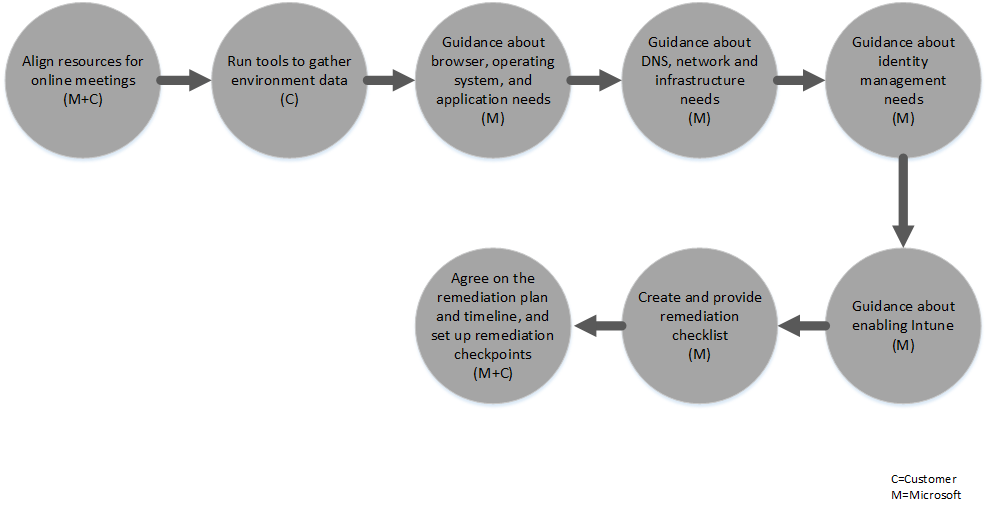 Align resources for
online meetings
(M+C)
Run tools to gather
environment data
(C)
Guidance about
browser, operating
system, and
application needs
(M)
Guidance about
DNS, network and
infrastructure
needs
(M)
Guidance about
identity
management
needs
(M)
Guidance about
enabling Intune
(M)
Create and provide
remediation
checklist
(M)
Agree on the
remediation plan
and timeline, and
set up remediation
checkpoints
(M+C)
C=Customer
M=Microsoft